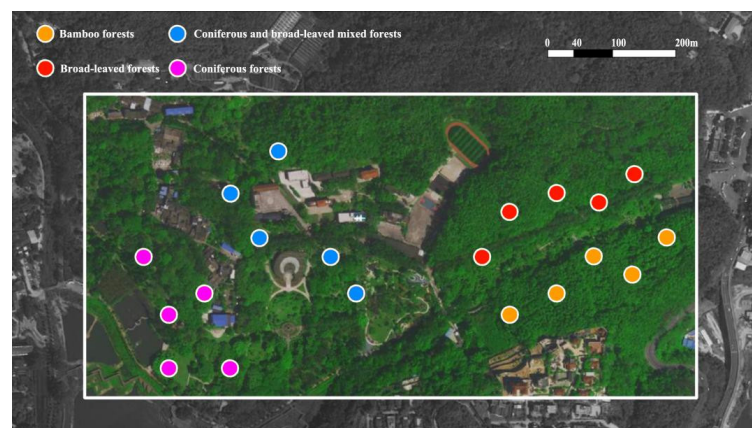 Bamboo forests
Coniferous and broad-leaved mixed forests
Broad-leaved forests
Coniferous forests
0 40 100 200m